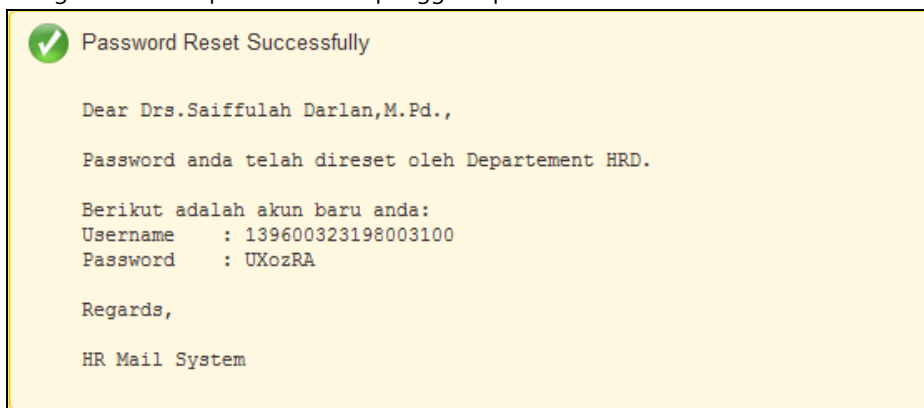 Password Reset Successfully
Dear Drs.Saiffulah Darlan,M.Pd.,
Password anda telah direset oleh Departement HRD.
Berikut adalah akun baru anda:
Username : 139600323198003100
Password : UXozRA
Regards,
HR Mail System